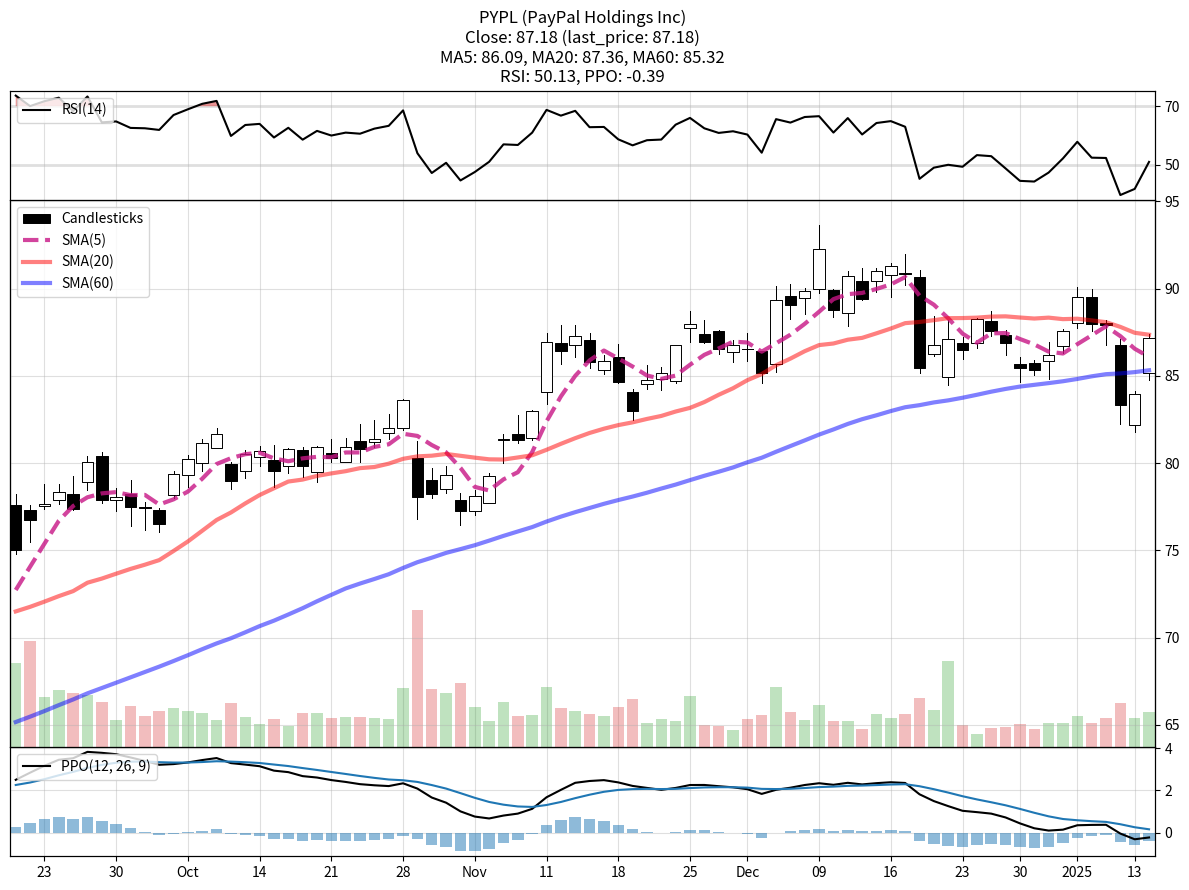 PYPL (PayPal Holdings Inc)
Close: 87.18 (last_price: 87.18)
MA5: 86.09, MA20: 87.36, MA60: 85.32
RSI: 50.13, PPO: -0.39
RSI(14)
70
50
95
Candlesticks
SMA(5)
SMA(20)
SMA(60)
90
85
80
75
70
65
PPO(12, 26, 9)
4
2
0
23 30 Oct 14 21 28 Nov 11 18 25 Dec 09 16 23 30 2025 13